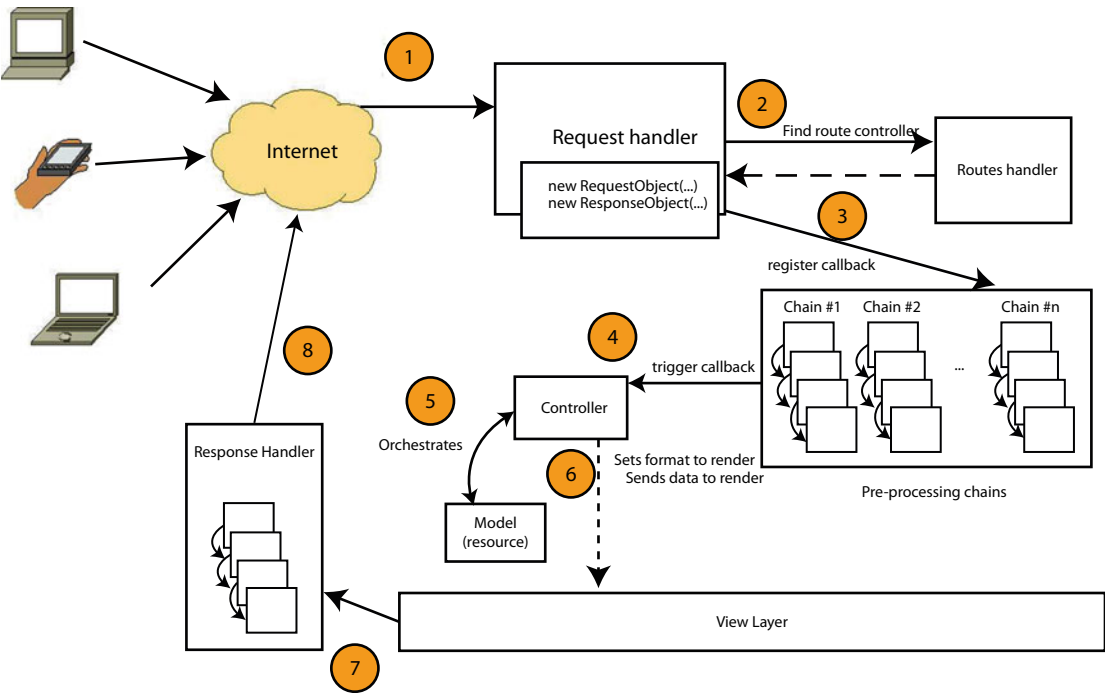 1
2
Find route controller
Request handler
Internet
Routes handler
new RequestObject(...)
new ResponseObject(...)
3
register callback
Chain #1
Chain #2
Chain #n
...
4
8
trigger callback
5
Controller
Orchestrates
Response Handler
6
Sets format to render
Sends data to render
Pre-processing chains
Model
(resource)
View Layer
7